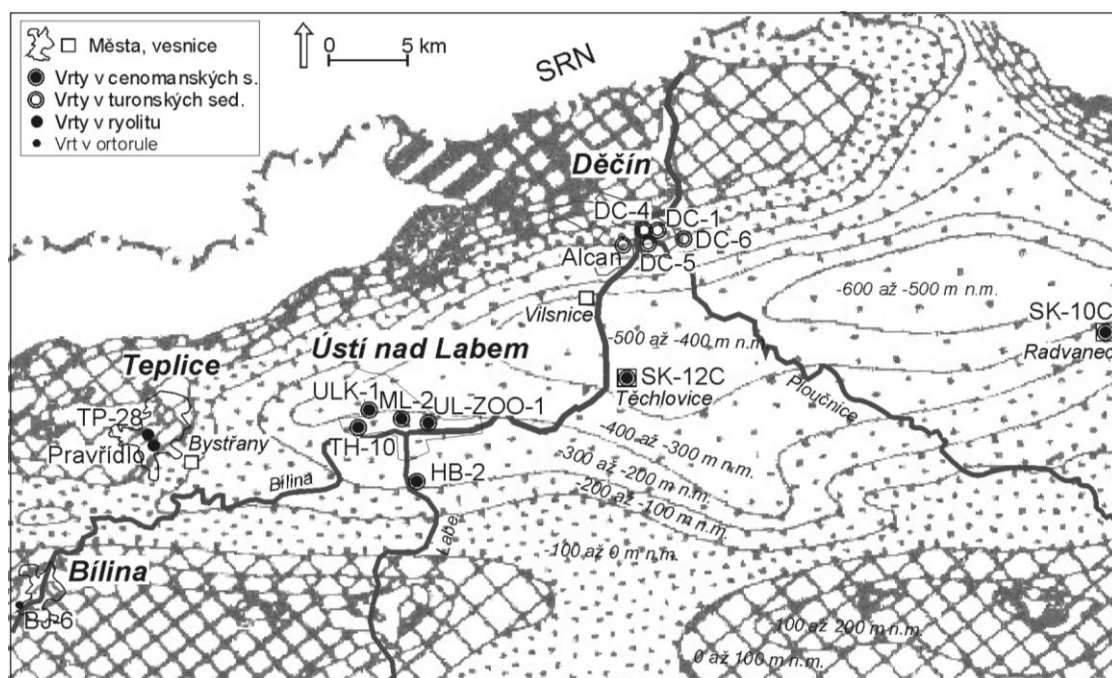 Města, vesnice
Vrty v cenomanských s.
Vrty v turonských sed.
Vrty v ryolitu
Vrt v ortorule
0 5 km
SRN
Děčín
DC-4
DC-1
DC-6
Alcan
DC-5
Vilsnice
-600 až -500 m n.m.
SK-10C
Radvanec
-500 až -400 m n.m.
Teplice
Ústí nad Labem
SK-12C
Těchlovice
Ploučnice
ULK-1
ML-2
UL-ZOO-1
TP-28
Bystřany
Pravřídlo
TH-10
-400 až -300 m n.m.
-300 až -200 m n.m.
-200 až -100 m n.m.
Bílina
HB-2
Labe
-100 až 0 m n.m.
Bílina
BJ-6
100 až 200 m n.m.
0 až 100 m n.m.